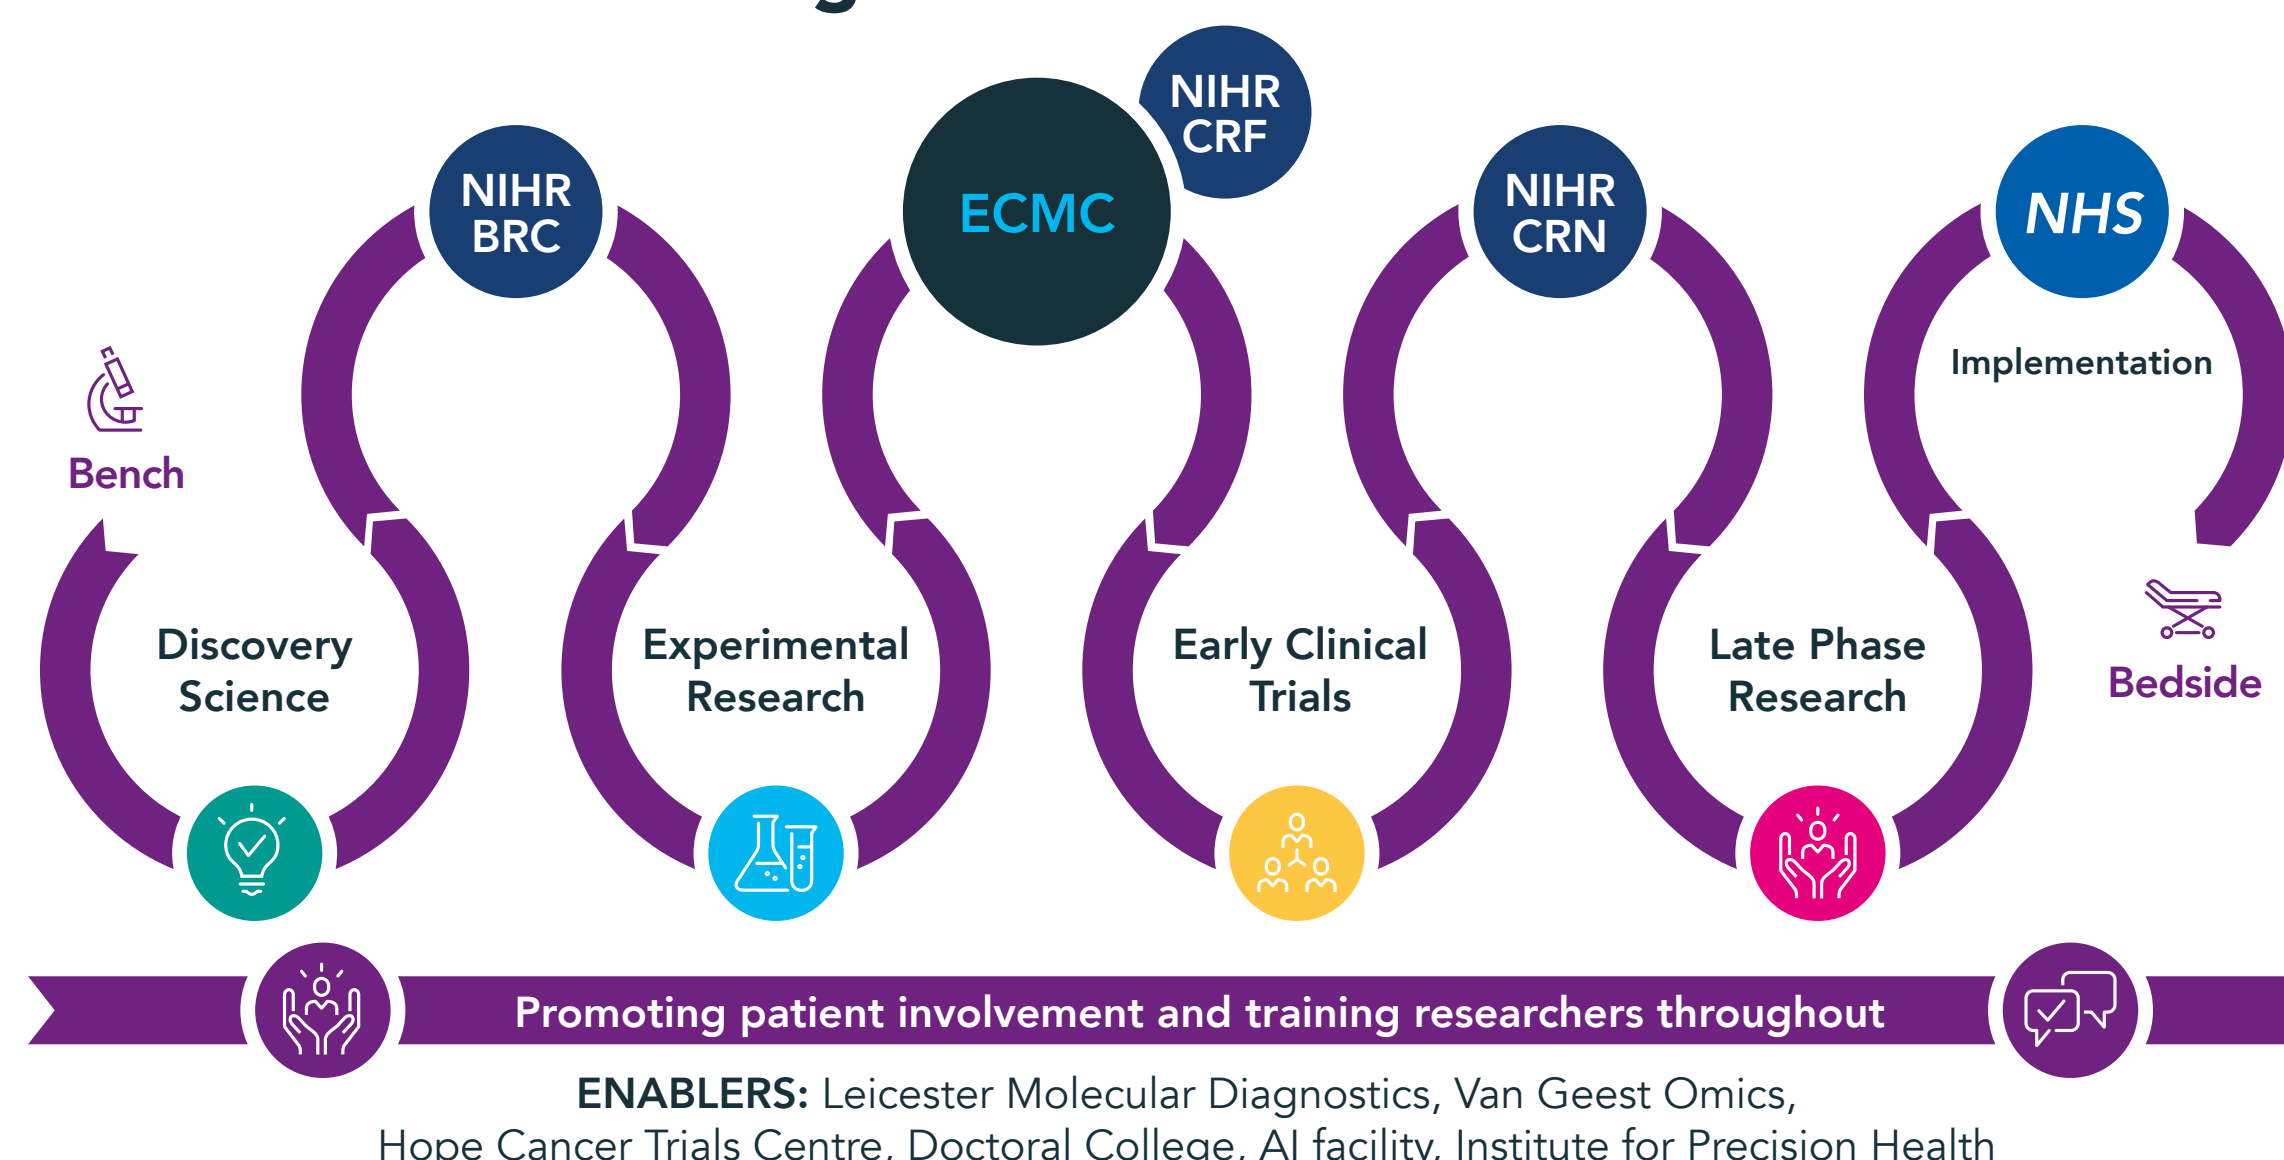 NIHR
CRF
NIHR
BRC
ECMC
NIHR
CRN
NHS
Implementation
Bench
Discovery
Science
Experimental
Research
Early Clinical
Trials
Late Phase
Research
Bedside
Promoting patient involvement and training researchers throughout
ENABLERS: Leicester Molecular Diagnostics, Van Geest Omics,
Hope Cancer Trials Centre, Doctoral College, AI facility, Institute for Precision Health